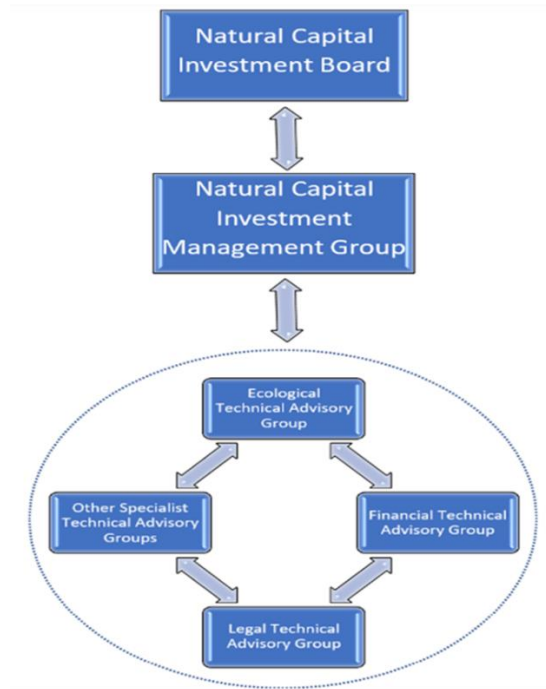 Natural Capital
Investment Board
Natural Capital
Investment
Management Group
Ecological
Technical Advisory
Group
Other Specialist
Technical Advisory
Groups
Financial Technical
Advisory Group
Legal Technical
Advisory Group